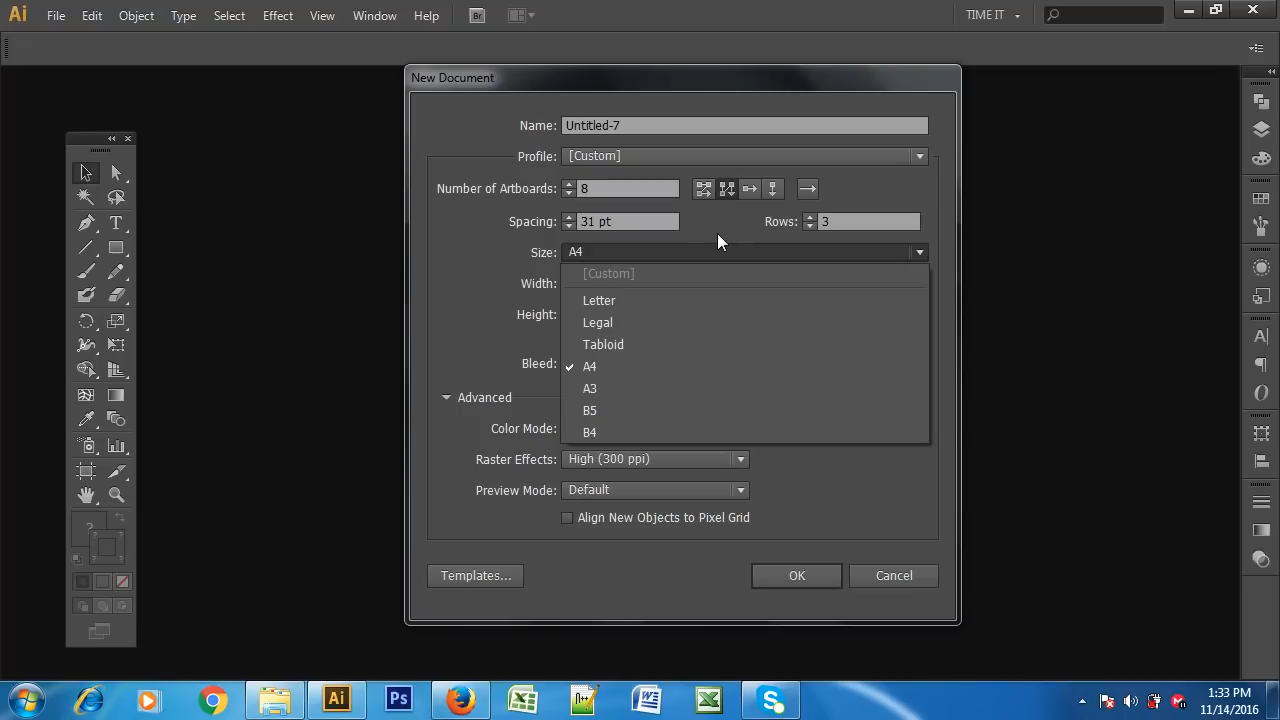 Ai File Edit Object Type Select Effect View Window Help Br TIME IT
New Document
Name: Untitled-7
Profile: [Custom]
Number of Artboards: 8
Spacing: 31 pt Rows: 3
Size: A4
[Custom]
Width:
Letter
Height:
Legal
Tabloid
Bleed:
A4
A3
Advanced
B5
Color Mode:
B4
Raster Effects: High (300 ppi)
Preview Mode: Default
Align New Objects to Pixel Grid
Templates... OK Cancel
Ai Ps W S
1:33 PM
11/14/2016